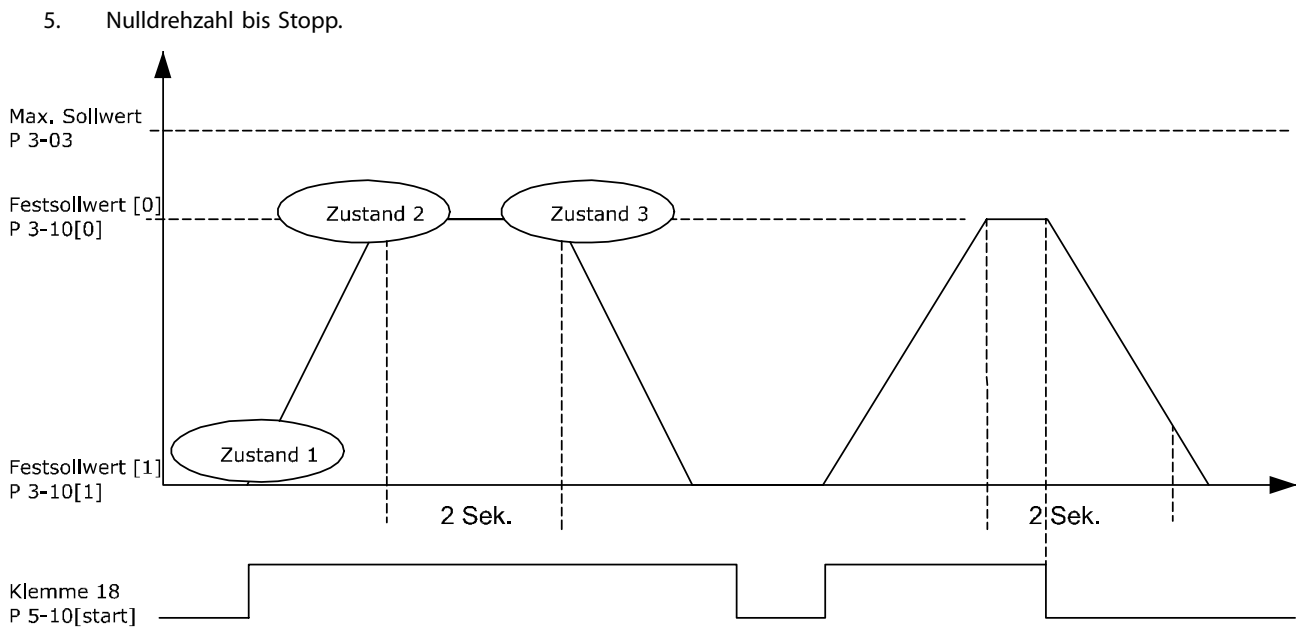 5. Nulldrehzahl bis Stopp.
Max. Sollwert
P 3-03
Festsollwert [0]
P 3-10[0]
Zustand 2
Zustand 3
Zustand 1
Festsollwert [1]
P 3-10[1]
2 Sek.
2 Sek.
Klemme 18
P 5-10[start]